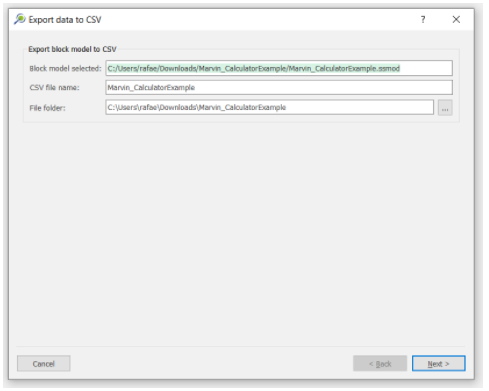 Export data to CSV
?
Export block model to CSV
Block model selected: C:/Users/rafae/Downloads/Marvin_CalculatorExample/Marvin_CalculatorExample.ssmod
CSV file name: Marvin_CalculatorExample
File folder: C:\Users\rafae\Downloads\Marvin_CalculatorExample ...
Cancel < Back Next >